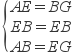 AE = BG
EB = EB
AB = EG